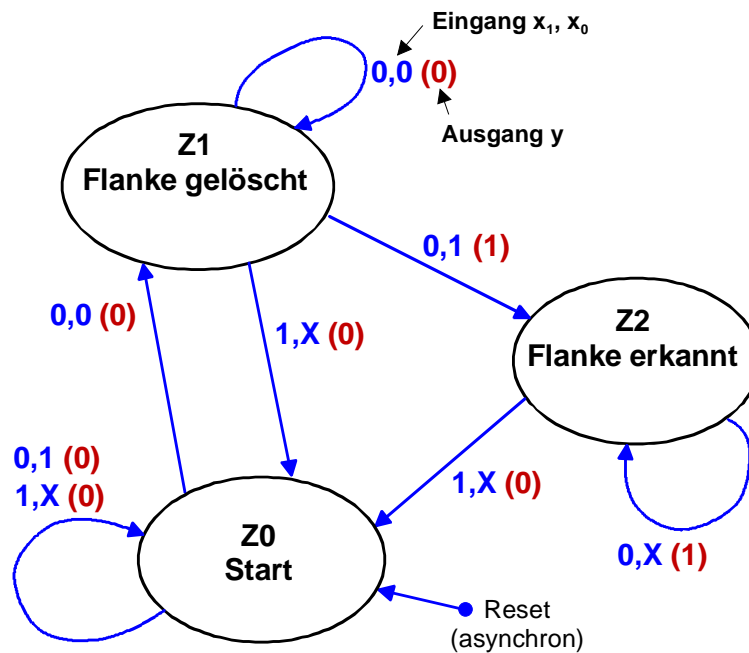 Eingang x₁, x₀
0,0 (0)
Ausgang y
Z1
Flanke gelöscht
0,1 (1)
0,0 (0)
1,X (0)
Z2
Flanke erkannt
0,1 (0)
1,X (0)
1,X (0)
0,X (1)
Z0
Start
Reset
(asynchron)